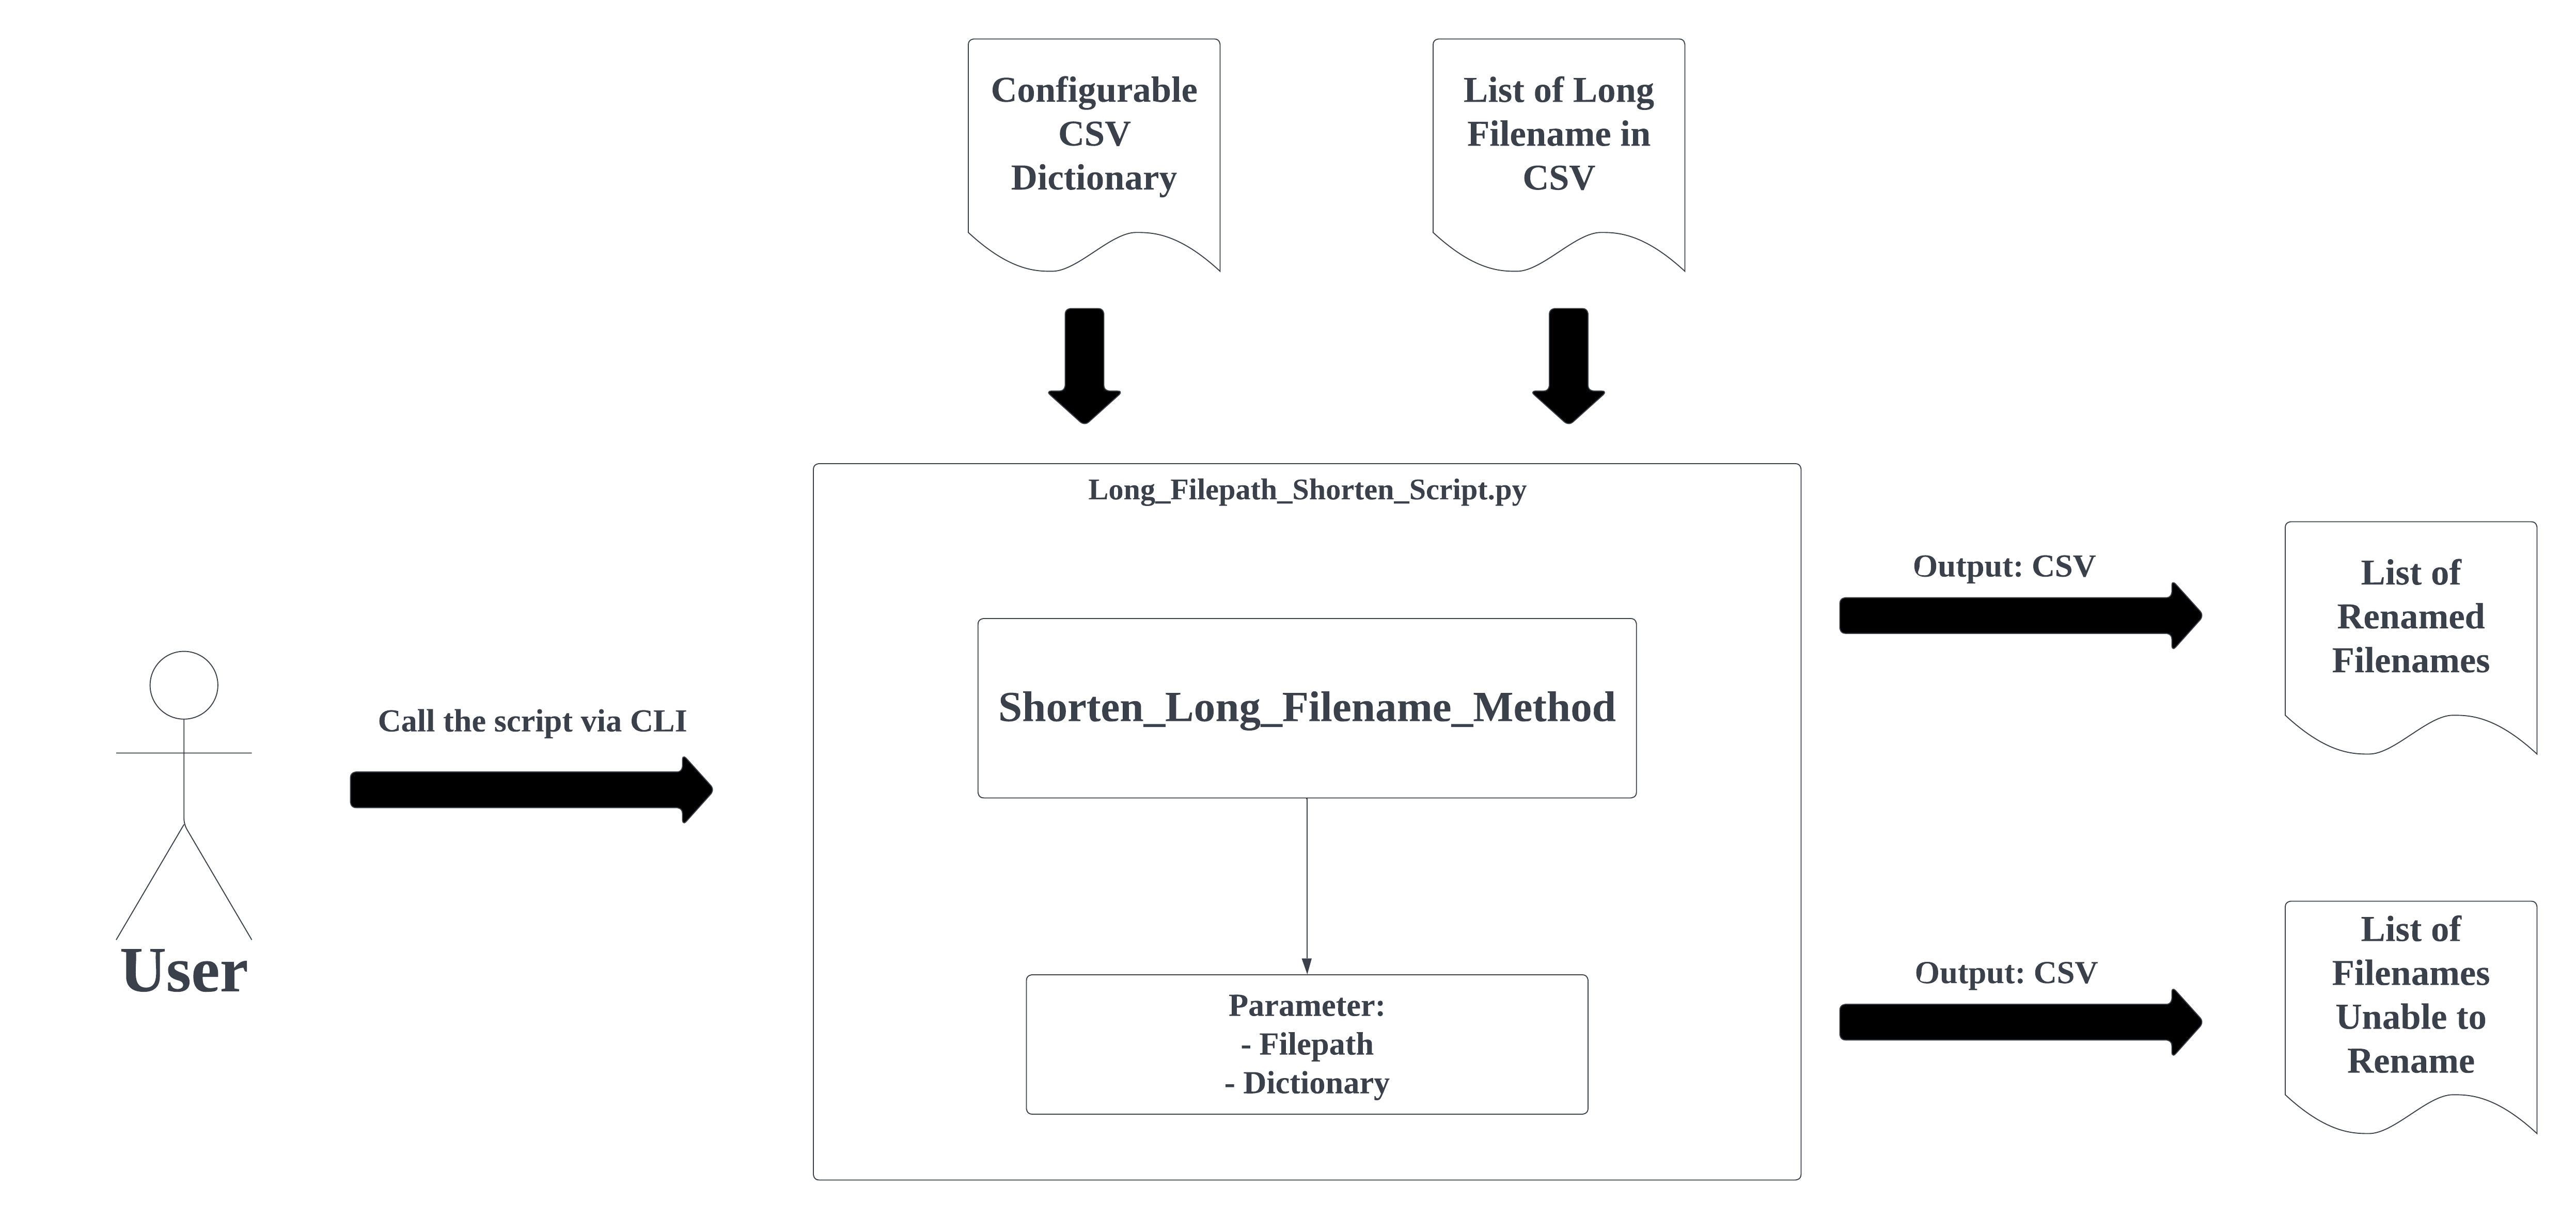 Configurable
CSV
Dictionary
List of Long
Filename in
CSV
Long_Filepath_Shorten_Script.py
Shorten_Long_Filename_Method
Parameter:
- Filepath
- Dictionary
Call the script via CLI
User
Output: CSV
List of
Renamed
Filenames
Output: CSV
List of
Filenames
Unable to
Rename